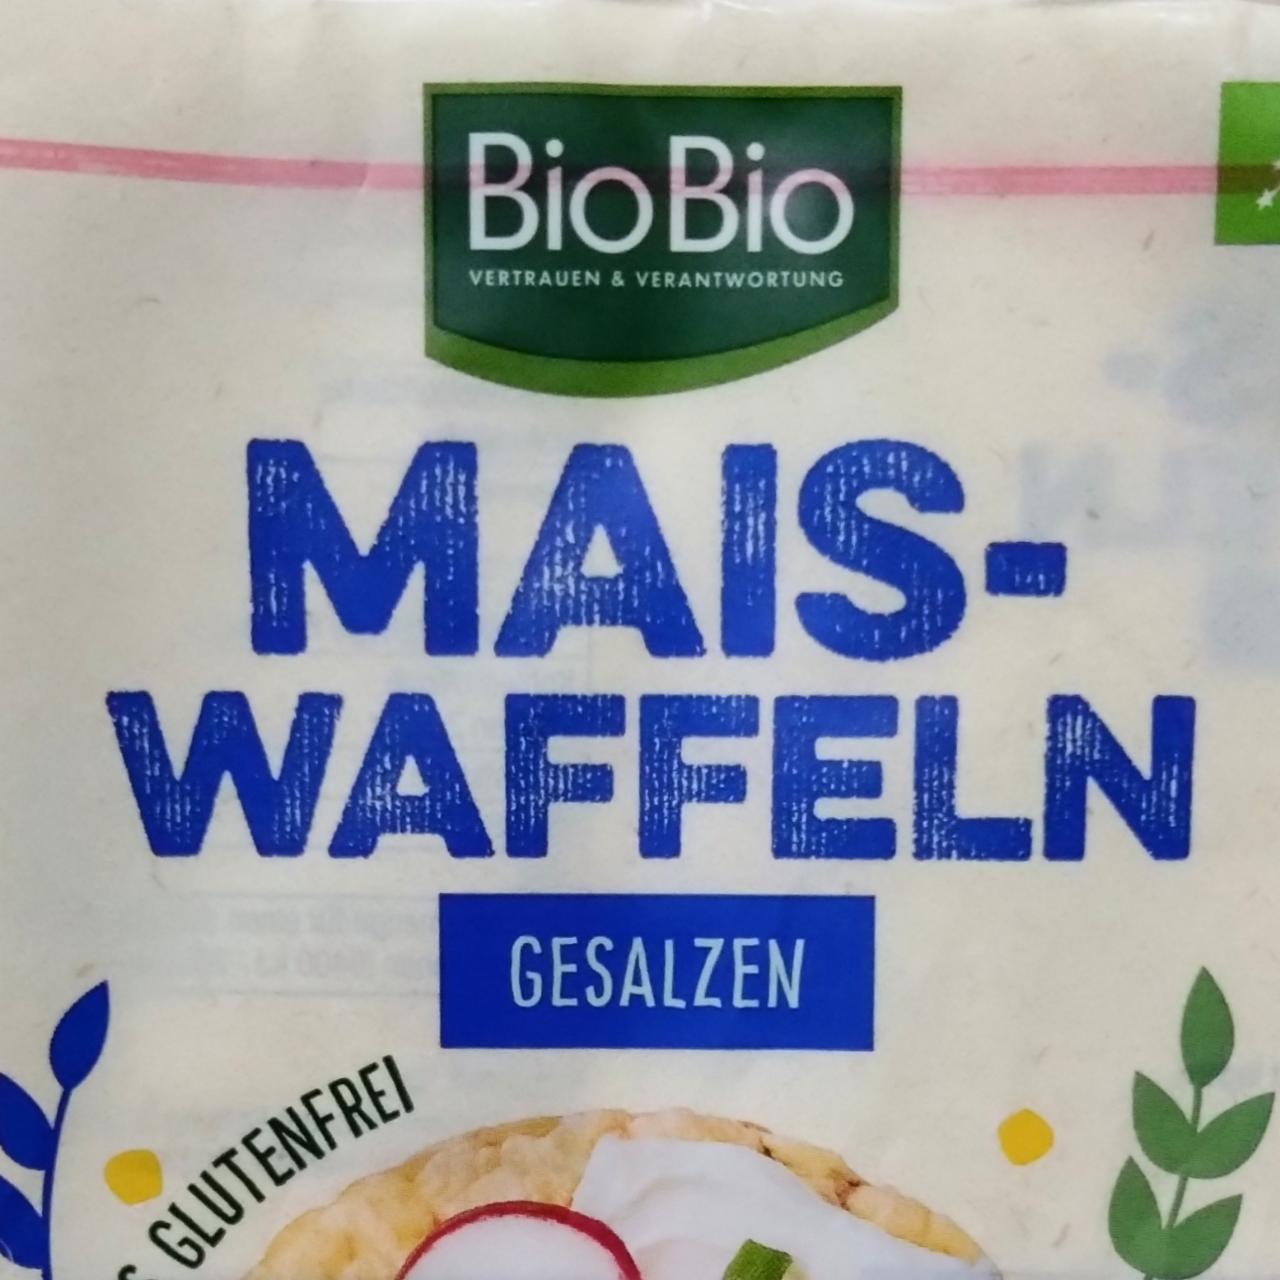 BioBio
VERTRAUEN & VERANTWORTUNG
MAIS-
WAFFELN
GESALZEN
GLUTENFREI